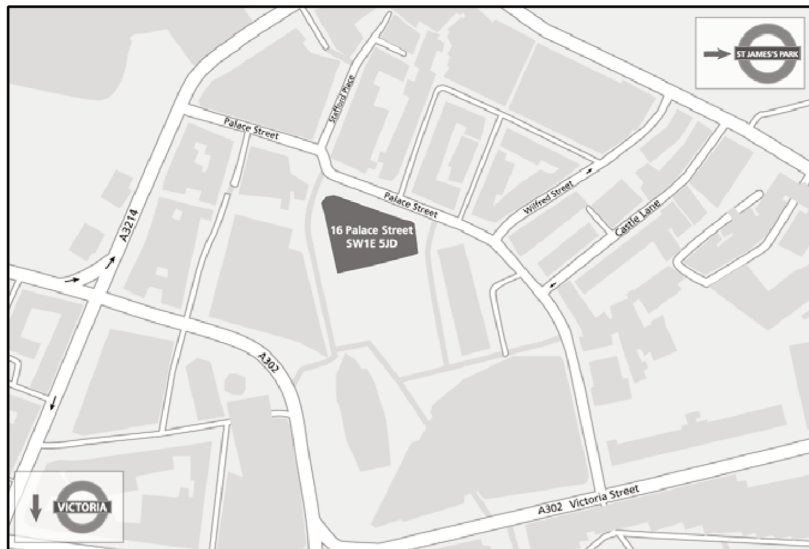 ST JAMES'S PARK
Stafford Place
Palace Street
A3214
Palace Street
Wilfred Street
Castle Lane
16 Palace Street
SW1E 5JD
A302
VICTORIA
A302 Victoria Street